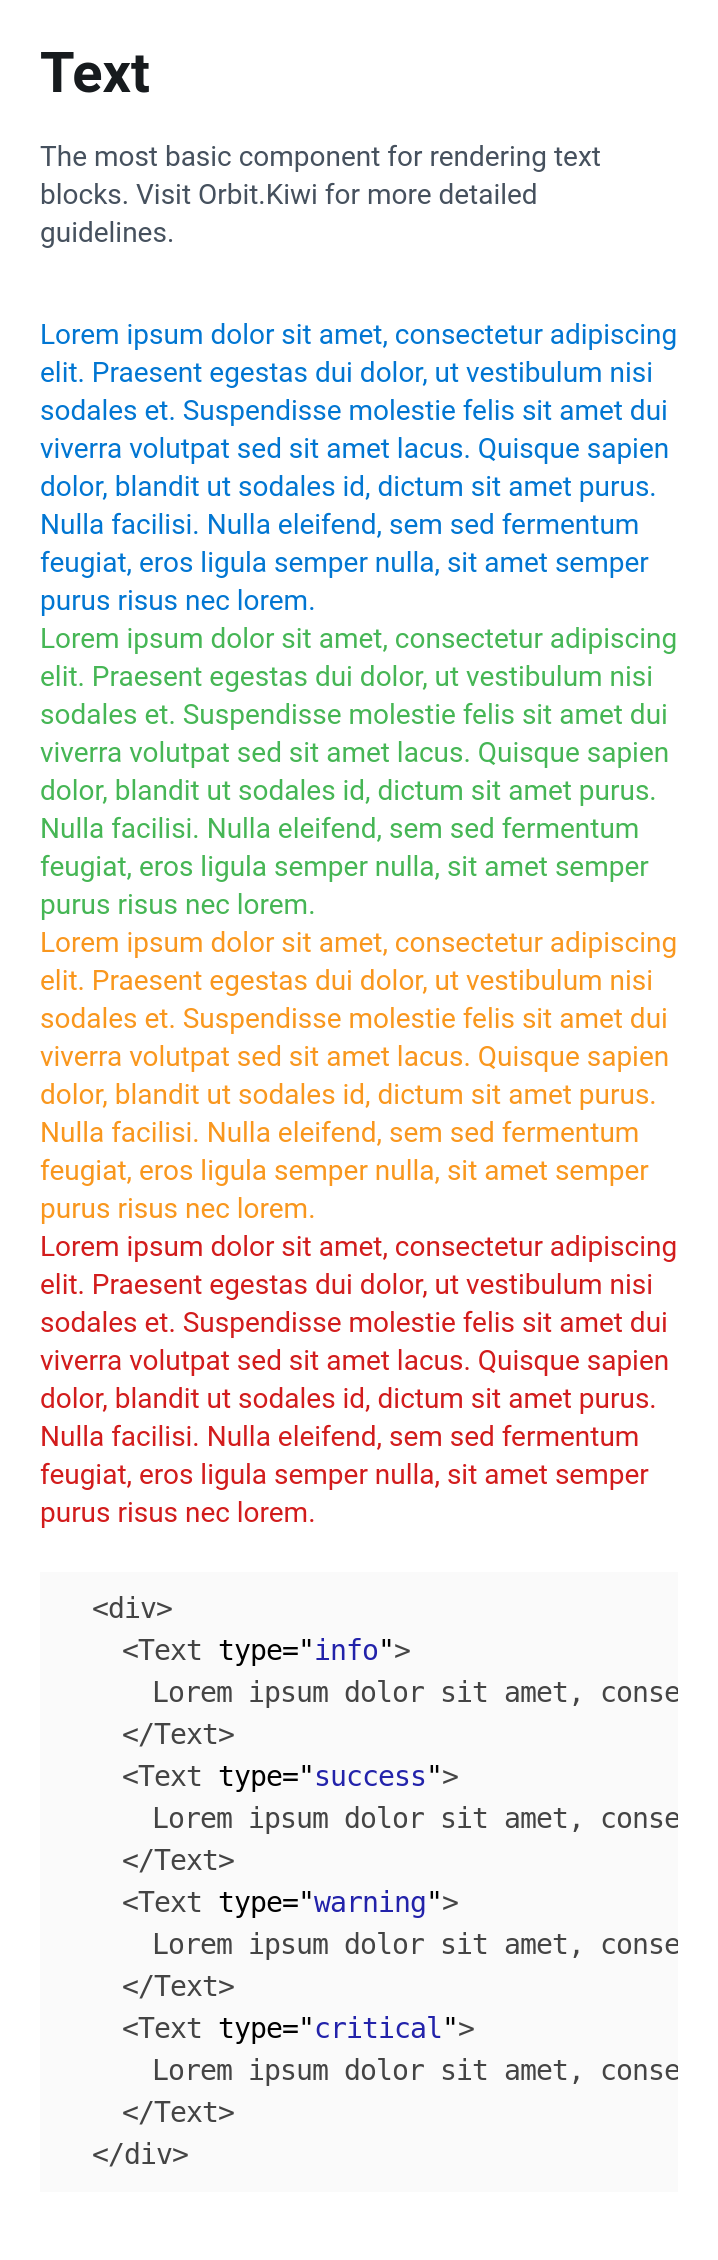 Text
The most basic component for rendering text
blocks. Visit Orbit.Kiwi for more detailed
guidelines.
Lorem ipsum dolor sit amet, consectetur adipiscing
elit. Praesent egestas dui dolor, ut vestibulum nisi
sodales et. Suspendisse molestie felis sit amet dui
viverra volutpat sed sit amet lacus. Quisque sapien
dolor, blandit ut sodales id, dictum sit amet purus.
Nulla facilisi. Nulla eleifend, sem sed fermentum
feugiat, eros ligula semper nulla, sit amet semper
purus risus nec lorem.
Lorem ipsum dolor sit amet, consectetur adipiscing
elit. Praesent egestas dui dolor, ut vestibulum nisi
sodales et. Suspendisse molestie felis sit amet dui
viverra volutpat sed sit amet lacus. Quisque sapien
dolor, blandit ut sodales id, dictum sit amet purus.
Nulla facilisi. Nulla eleifend, sem sed fermentum
feugiat, eros ligula semper nulla, sit amet semper
purus risus nec lorem.
Lorem ipsum dolor sit amet, consectetur adipiscing
elit. Praesent egestas dui dolor, ut vestibulum nisi
sodales et. Suspendisse molestie felis sit amet dui
viverra volutpat sed sit amet lacus. Quisque sapien
dolor, blandit ut sodales id, dictum sit amet purus.
Nulla facilisi. Nulla eleifend, sem sed fermentum
feugiat, eros ligula semper nulla, sit amet semper
purus risus nec lorem.
Lorem ipsum dolor sit amet, consectetur adipiscing
elit. Praesent egestas dui dolor, ut vestibulum nisi
sodales et. Suspendisse molestie felis sit amet dui
viverra volutpat sed sit amet lacus. Quisque sapien
dolor, blandit ut sodales id, dictum sit amet purus.
Nulla facilisi. Nulla eleifend, sem sed fermentum
feugiat, eros ligula semper nulla, sit amet semper
purus risus nec lorem.
<div>
  <Text type="info">
    Lorem ipsum dolor sit amet, conse
  </Text>
  <Text type="success">
    Lorem ipsum dolor sit amet, conse
  </Text>
  <Text type="warning">
    Lorem ipsum dolor sit amet, conse
  </Text>
  <Text type="critical">
    Lorem ipsum dolor sit amet, conse
  </Text>
</div>